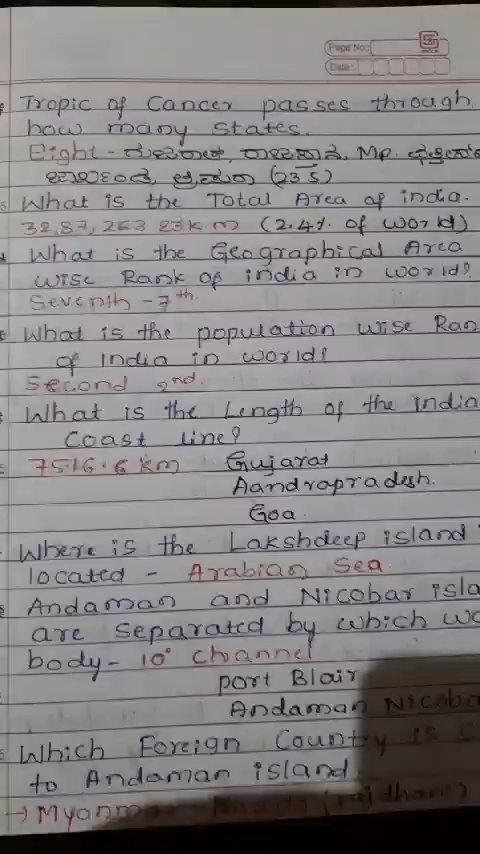 Page No:
Date:
Tropic of Cancer passes through
how many states.
Eight - ಗುಜರಾತ್, ರಾಜಸ್ಥಾನ, Mp.
What is the Total Area of india.
32,87,263 ಚkm (2.4% of world)
What is the Geographical Area
wise Rank of india in world?
Seventh - 7th.
What is the population wise Ran
of India in world?
Second 2nd.
What is the Length of the India
Coast line?
7516.6 km Gujarat
Aandrapradesh.
Goa.
Where is the Lakshdeep island
located - Arabian Sea.
Andaman and Nicobar isla
are separated by which wa
body - 10° Channel
port Blair
Andaman Nicoba
Which Foreign Country is
to Andaman island.
→ Myanmar